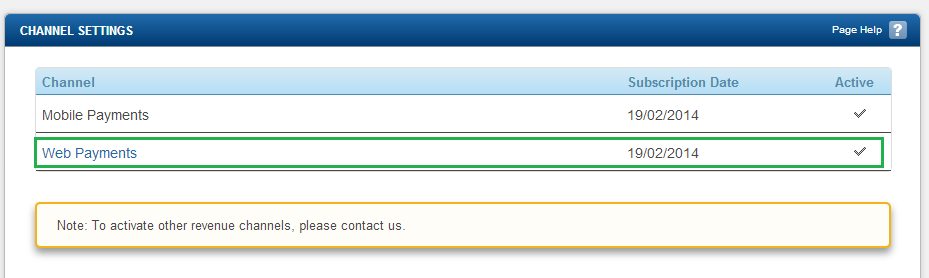 CHANNEL SETTINGS Page Help ?
Channel Subscription Date Active
Mobile Payments 19/02/2014
Web Payments 19/02/2014
Note: To activate other revenue channels, please contact us.